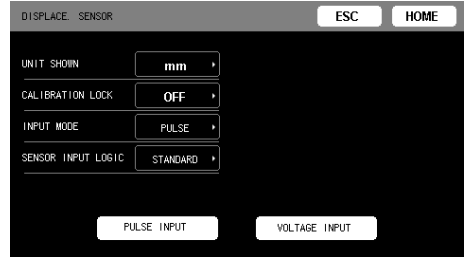 DISPLACE. SENSOR ESC HOME
UNIT SHOWN mm
CALIBRATION LOCK OFF
INPUT MODE PULSE
SENSOR INPUT LOGIC STANDARD
PULSE INPUT VOLTAGE INPUT